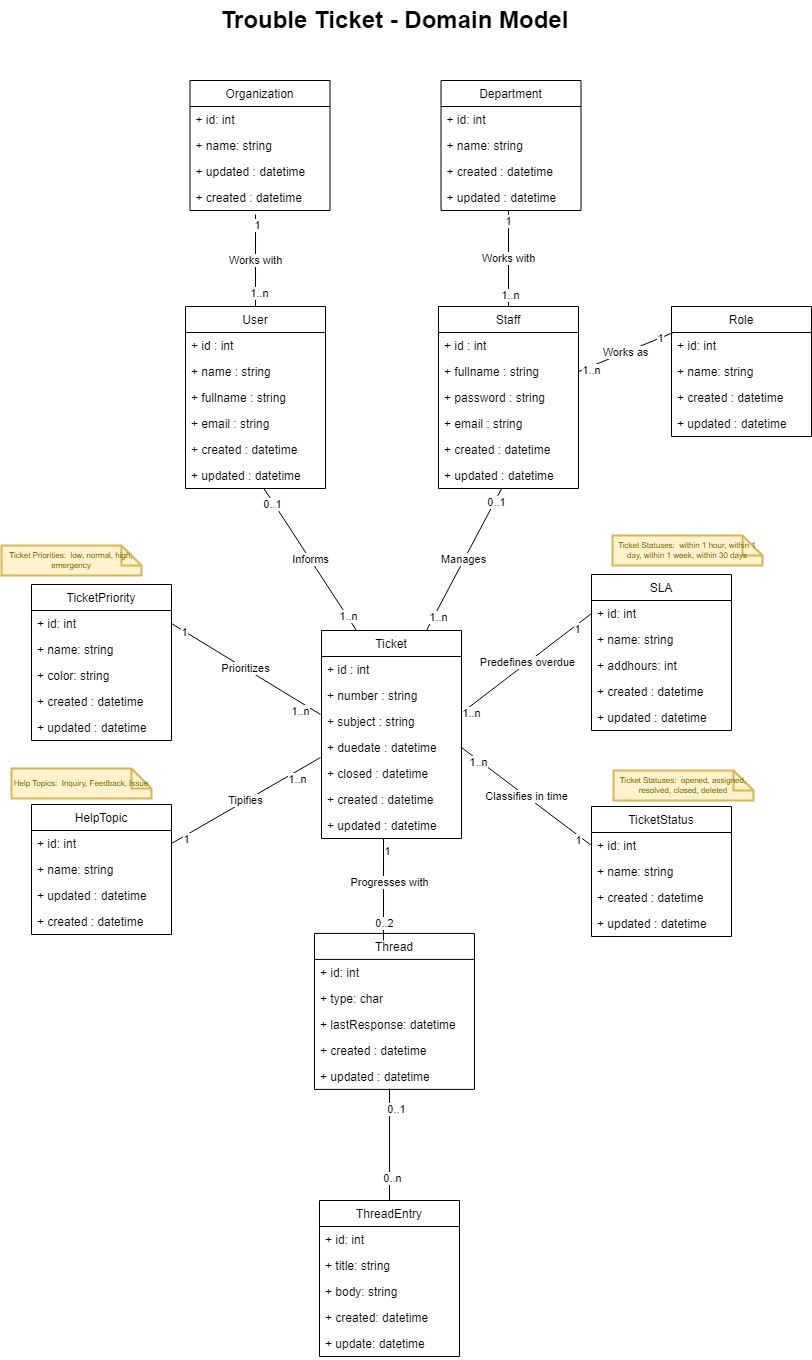 Trouble Ticket - Domain Model
Organization
+ id: int
+ name: string
+ updated : datetime
+ created : datetime
Department
+ id: int
+ name: string
+ created : datetime
+ updated : datetime
1
Works with
1..n
1
Works with
1..n
User
+ id : int
+ name : string
+ fullname : string
+ email : string
+ created : datetime
+ updated : datetime
Staff
+ id : int
+ fullname : string
+ password : string
+ email : string
+ created : datetime
+ updated : datetime
1
Works as
1..n
Role
+ id: int
+ name: string
+ created : datetime
+ updated : datetime
0..1
Informs
1..n
0..1
Manages
1..n
Ticket Priorities: low, normal, high,
emergency
TicketPriority
+ id: int
+ name: string
+ color: string
+ created : datetime
+ updated : datetime
1
Prioritizes
1..n
Ticket
+ id : int
+ number : string
+ subject : string
+ duedate : datetime
+ closed : datetime
+ created : datetime
+ updated : datetime
Ticket Statuses: within 1 hour, within 1
day, within 1 week, within 30 days
SLA
+ id: int
+ name: string
+ addhours: int
+ created : datetime
+ updated : datetime
1
Predefines overdue
1..n
Help Topics: Inquiry, Feedback, Issue,
HelpTopic
+ id: int
+ name: string
+ updated : datetime
+ created : datetime
1..n
Tipifies
1
1..n
Classifies in time
1
Ticket Statuses: opened, assigned,
resolved, closed, deleted
TicketStatus
+ id: int
+ name: string
+ created : datetime
+ updated : datetime
1
Progresses with
0..2
Thread
+ id: int
+ type: char
+ lastResponse: datetime
+ created : datetime
+ updated : datetime
0..1
0..n
ThreadEntry
+ id: int
+ title: string
+ body: string
+ created: datetime
+ update: datetime